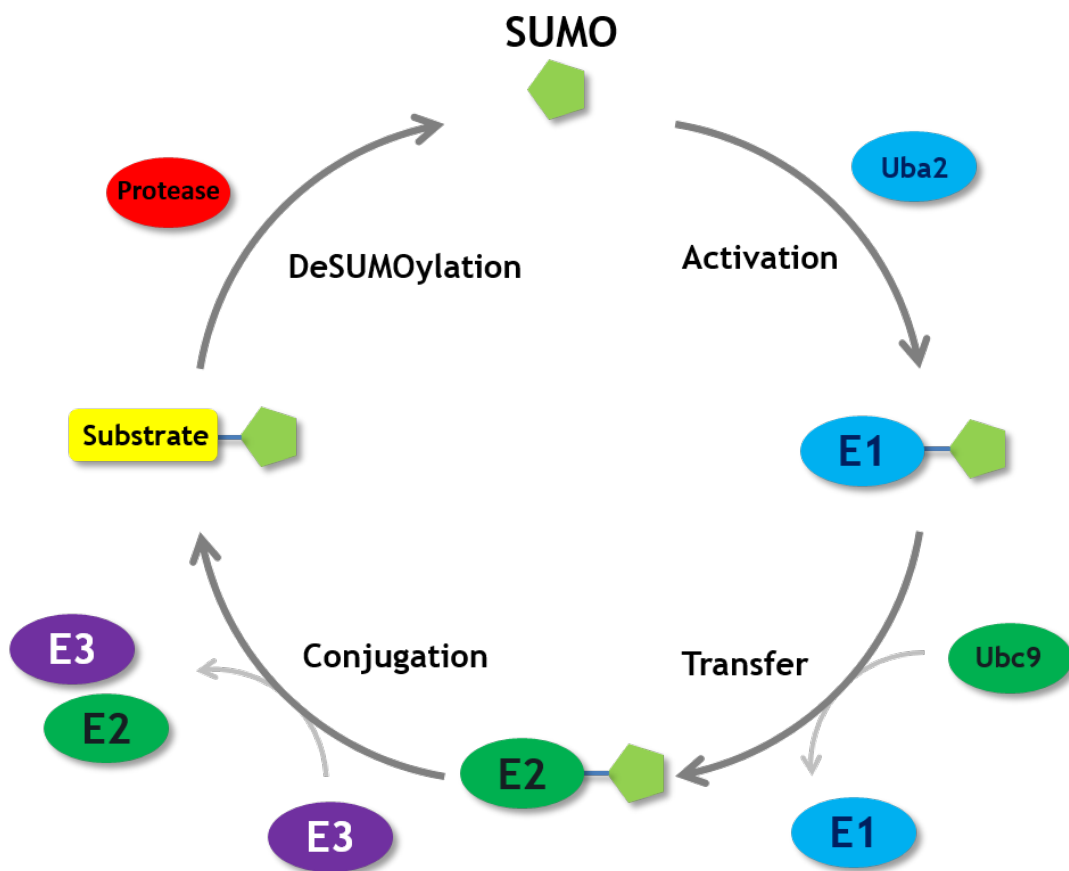 SUMO
Protease
Uba2
DeSUMOylation
Activation
Substrate
E1
E3
E2
Conjugation
Transfer
Ubc9
E2
E3
E1